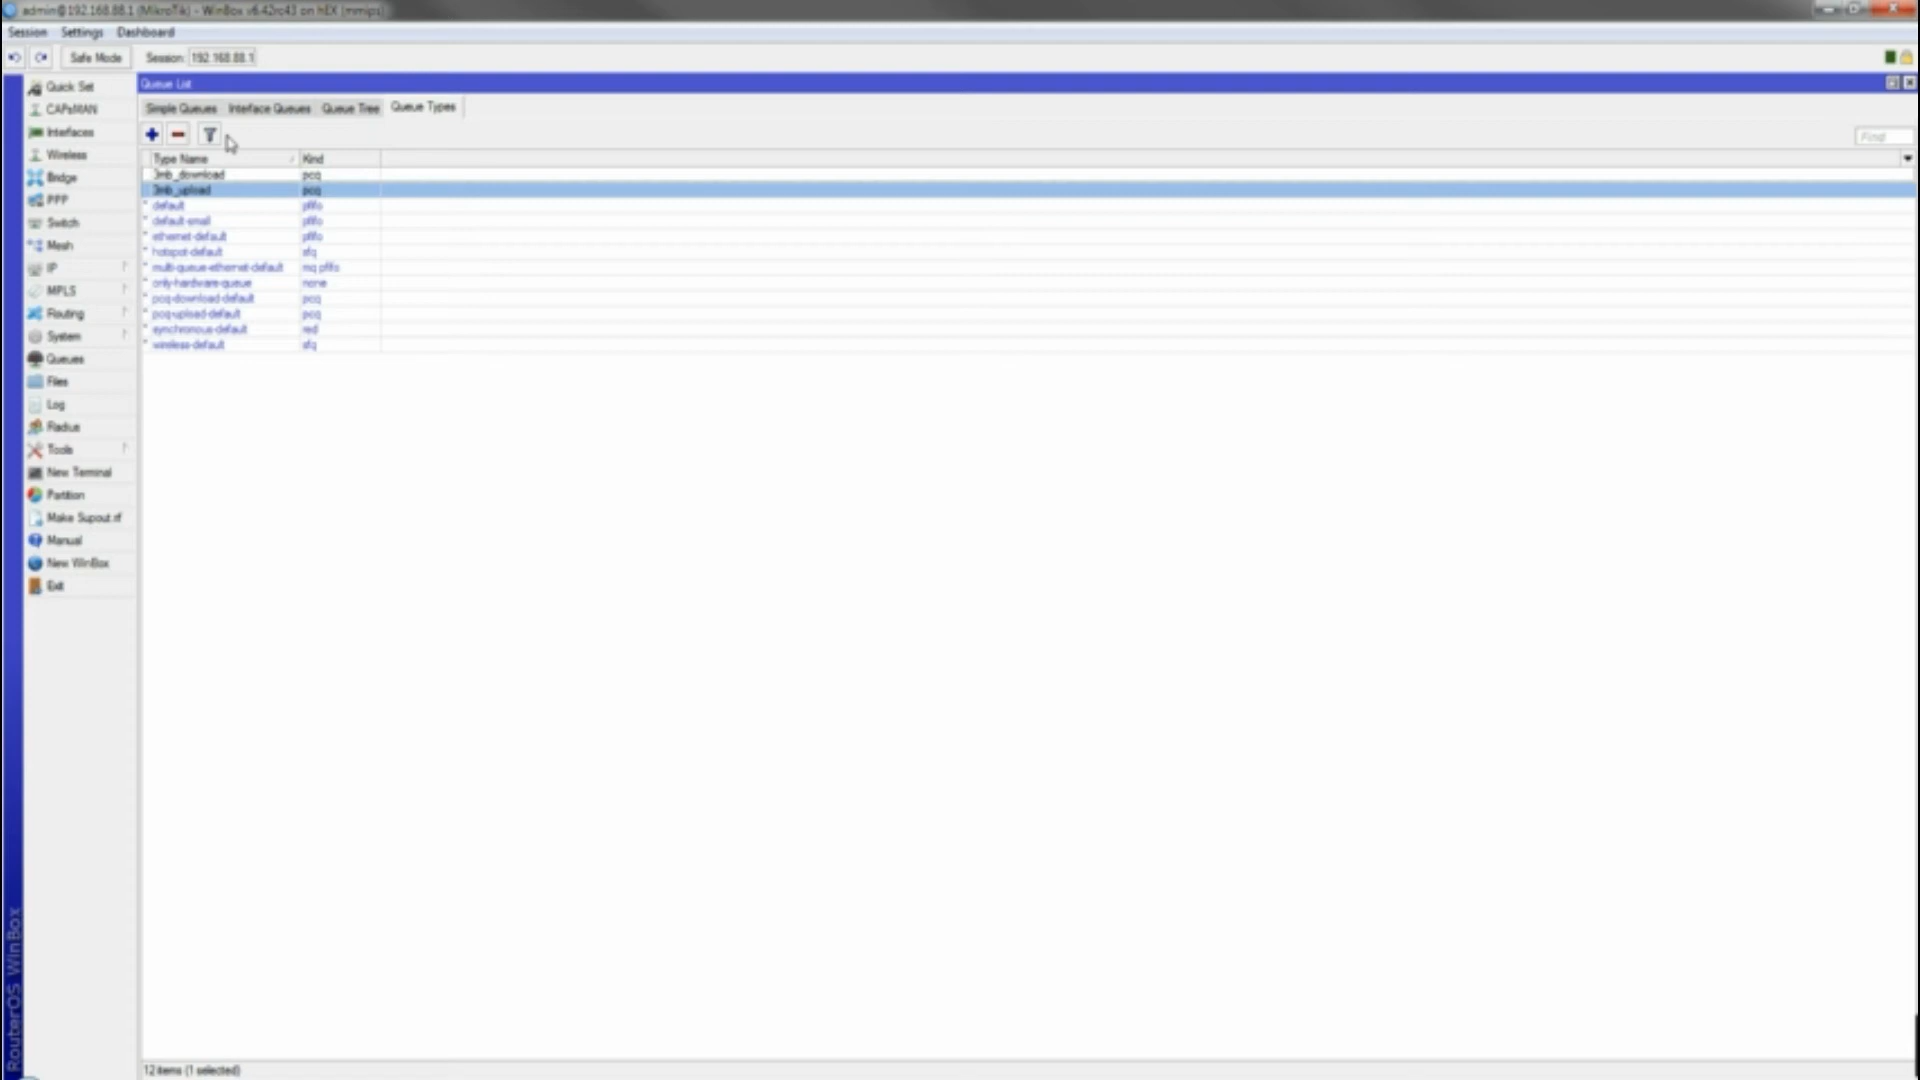 admin@192.168.88.1 (MikroTik) - WinBox v6.42rc43 on hEX (mmips)
Session Settings Dashboard
Safe Mode Session: 192.168.88.1
Quick Set
CAPsMAN
Interfaces
Wireless
Bridge
PPP
Switch
Mesh
IP
MPLS
Routing
System
Queues
Files
Log
Radius
Tools
New Terminal
Partition
Make Supout.rif
Manual
New WinBox
Exit
RouterOS WinBox
Queue List
Simple Queues Interface Queues Queue Tree Queue Types
Find
Type Name Kind
3mb_download pcq
3mb_upload pcq
* default pfifo
* default-small pfifo
* ethernet-default pfifo
* hotspot-default sfq
* multi-queue-ethernet-default mq pfifo
* only-hardware-queue none
* pcq-download-default pcq
* pcq-upload-default pcq
* synchronous-default red
* wireless-default sfq
12 items (1 selected)